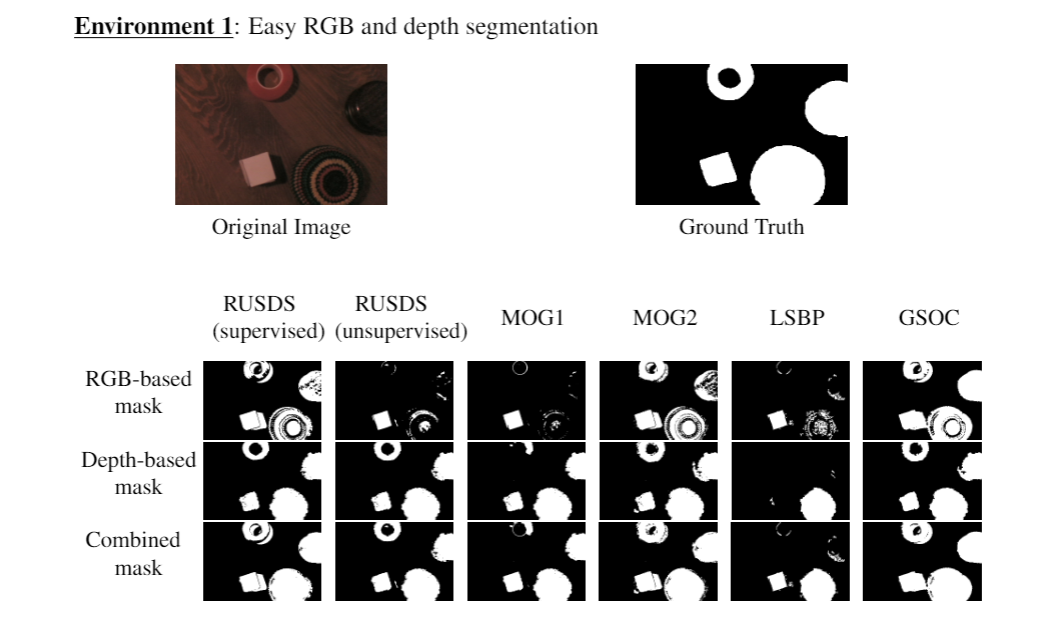 Environment 1: Easy RGB and depth segmentation
Original Image
Ground Truth
RUSDS
(supervised)
RUSDS
(unsupervised)
MOG1
MOG2
LSBP
GSOC
RGB-based
mask
Depth-based
mask
Combined
mask